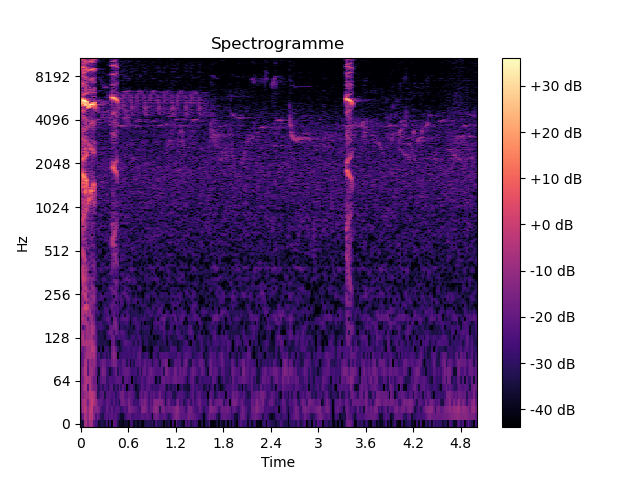 Spectrogramme
8192
4096
2048
1024
512
256
128
64
0
Hz
0 0.6 1.2 1.8 2.4 3 3.6 4.2 4.8
Time
+30 dB
+20 dB
+10 dB
+0 dB
-10 dB
-20 dB
-30 dB
-40 dB